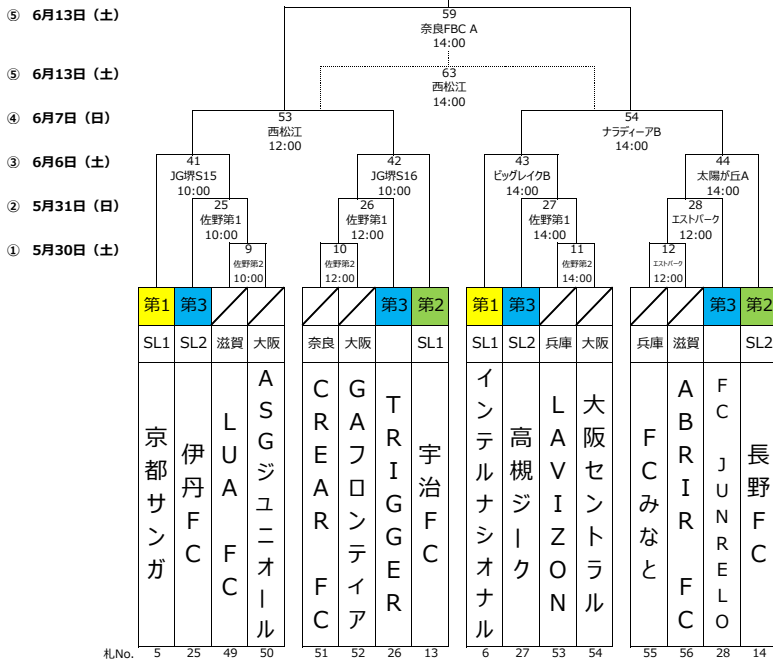 ⑤ 6月13日（土）
59
奈良FBC A
14:00
⑤ 6月13日（土）
63
西松江
14:00
④ 6月7日（日）
53
西松江
12:00
54
ナラディーアB
14:00
③ 6月6日（土）
41
JG堺S15
10:00
42
JG堺S16
10:00
43
ビッグレイクB
14:00
44
太陽が丘A
14:00
② 5月31日（日）
25
佐野第1
10:00
26
佐野第1
12:00
27
佐野第1
14:00
28
エストパーク
12:00
① 5月30日（土）
9
佐野第2
10:00
10
佐野第2
12:00
11
佐野第2
14:00
12
エストパーク
12:00
第1 第3 第3 第2 第1 第3 第3 第2
SL1 SL2 滋賀 大阪 奈良 大阪 SL1 SL1 SL2 兵庫 大阪 兵庫 滋賀 SL2
京都サンガ
伊丹FC
LUA FC
ASGジュニオール
CREAR FC
GAフロンティア
TRIGGER
宇治FC
インテルナシオナル
高槻ジーク
LAVIZON
大阪セントラル
FCみなと
ABRIR FC
FC JUNRELO
長野FC
札No. 5 25 49 50 51 52 26 13 6 27 53 54 55 56 28 14